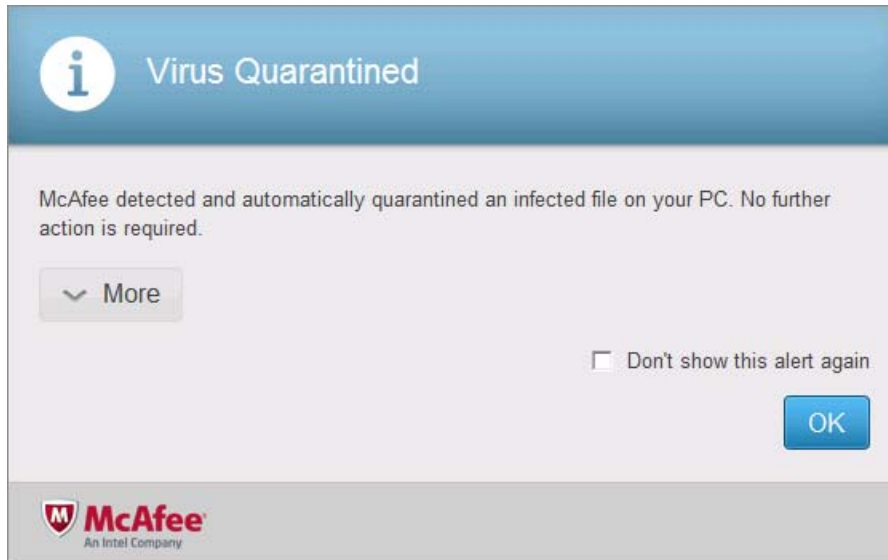 i
Virus Quarantined
McAfee detected and automatically quarantined an infected file on your PC. No further
action is required.
More
Don't show this alert again
OK
M
McAfee
An Intel Company